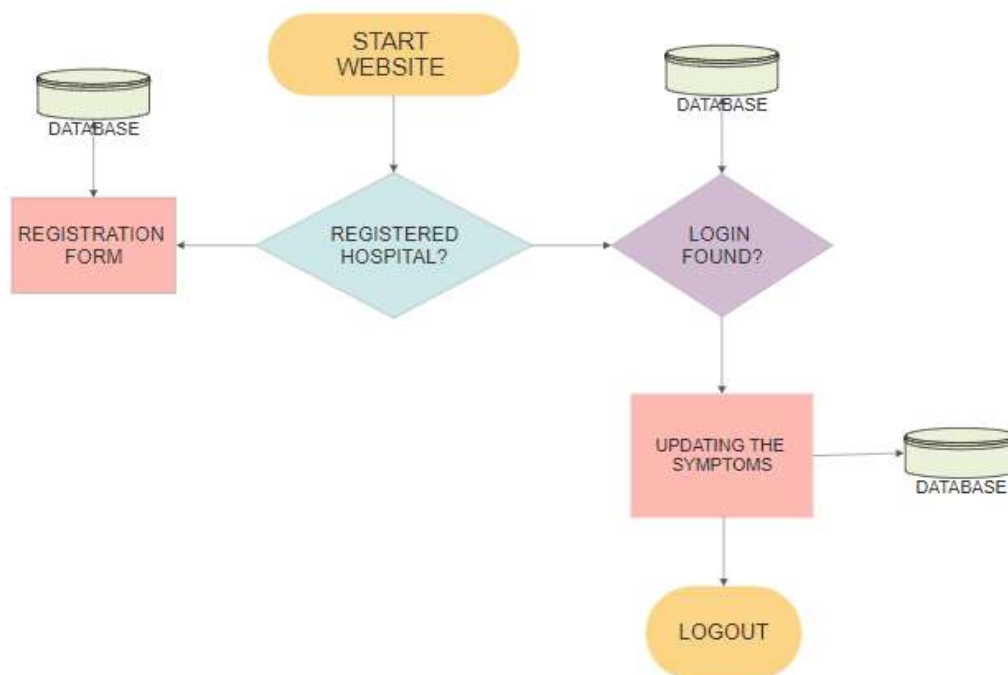 START
WEBSITE
DATABASE
DATABASE
REGISTRATION
FORM
REGISTERED
HOSPITAL?
LOGIN
FOUND?
UPDATING THE
SYMPTOMS
DATABASE
LOGOUT